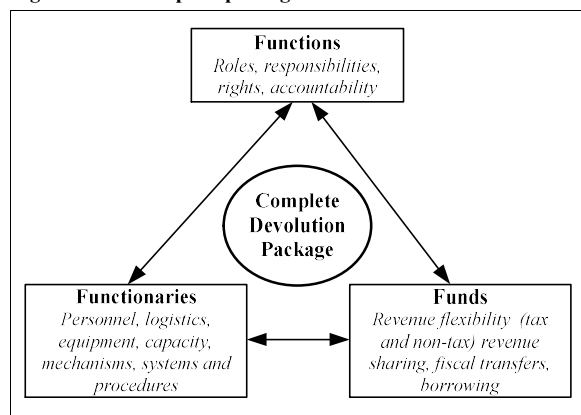 Functions
Roles, responsibilities,
rights, accountability
Complete
Devolution
Package
Functionaries
Personnel, logistics,
equipment, capacity,
mechanisms, systems and
procedures
Funds
Revenue flexibility (tax
and non-tax) revenue
sharing, fiscal transfers,
borrowing